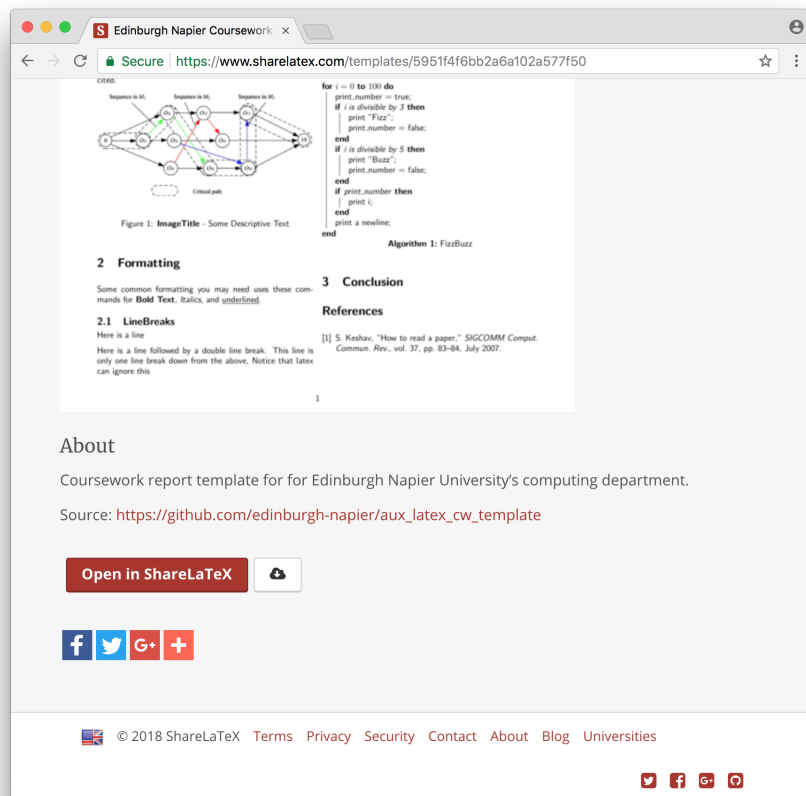 Edinburgh Napier Coursework
Secure https://www.sharelatex.com/templates/5951f4f6bb2a6a102a577f50
cited.
Sequence in M₁ Sequence in M₂ Sequence in M₃
Critical path
Figure 1: ImageTitle - Some Descriptive Text
2 Formatting
Some common formatting you may need uses these com-
mands for Bold Text, Italics, and underlined.
2.1 LineBreaks
Here is a line
Here is a line followed by a double line break. This line is
only one line break down from the above, Notice that latex
can ignore this
for i = 0 to 100 do
print_number = true;
if i is divisible by 3 then
print "Fizz";
print_number = false;
end
if i is divisible by 5 then
print "Buzz";
print_number = false;
end
if print_number then
print i;
end
print a newline;
end
Algorithm 1: FizzBuzz
3 Conclusion
References
[1] S. Keshav, "How to read a paper," SIGCOMM Comput.
Commun. Rev., vol. 37, pp. 83–84, July 2007.
1
About
Coursework report template for for Edinburgh Napier University's computing department.
Source: https://github.com/edinburgh-napier/aux_latex_cw_template
Open in ShareLaTeX
© 2018 ShareLaTeX Terms Privacy Security Contact About Blog Universities